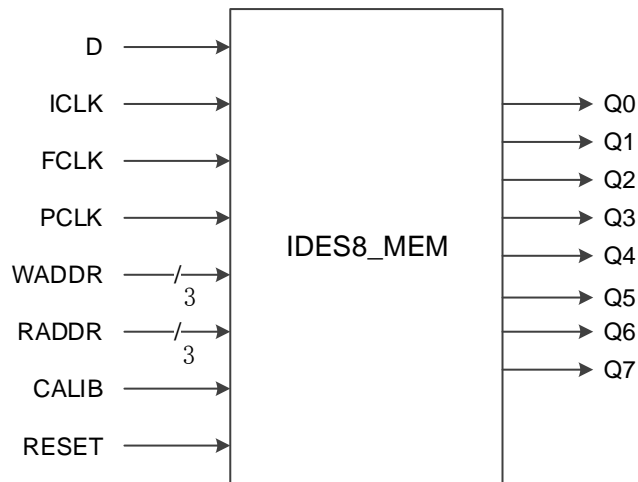 D
ICLK
FCLK
PCLK
WADDR
/
3
RADDR
/
3
CALIB
RESET
IDES8_MEM
Q0
Q1
Q2
Q3
Q4
Q5
Q6
Q7